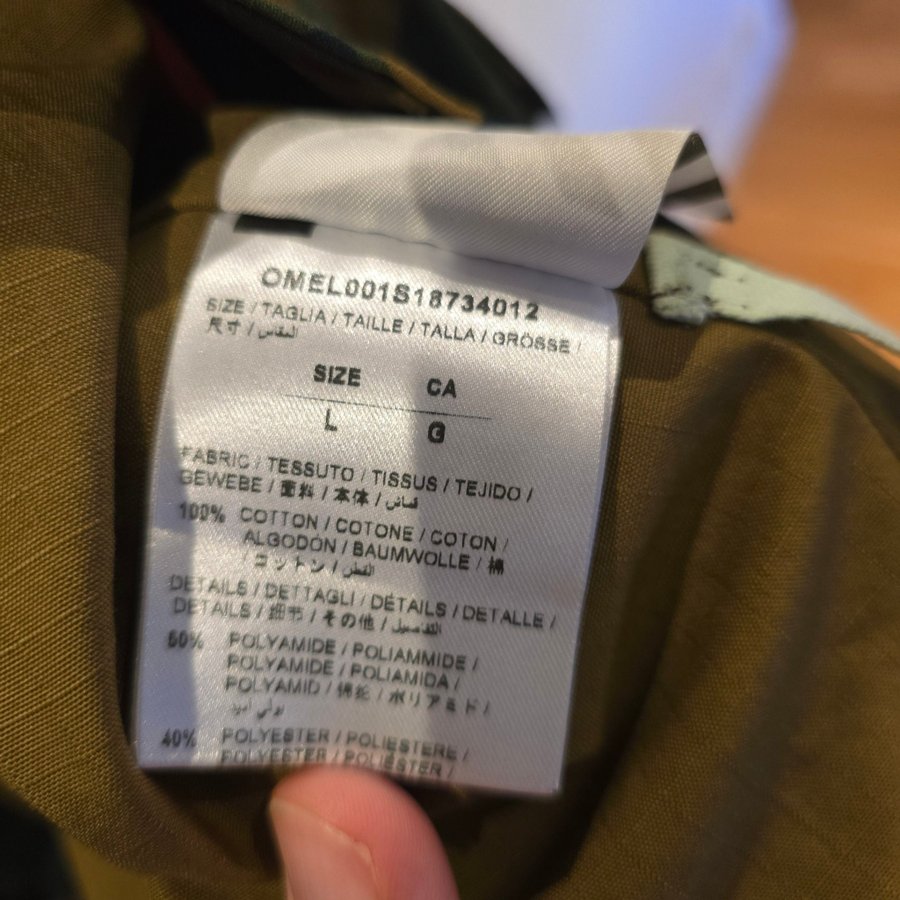 OMEL001S18734012
SIZE / TAGLIA / TAILLE / TALLA / GRÖSSE /
尺寸 / المقاس
SIZE CA
L G
FABRIC / TESSUTO / TISSUS / TEJIDO /
GEWEBE / 面料 / 本体 / قماش
100% COTTON / COTONE / COTON /
ALGODÓN / BAUMWOLLE / 棉
/ コットン / القطن
DETAILS / DETTAGLI / DÉTAILS / DETALLE /
DETAILS / 细节 / その他 / التفاصيل
60% POLYAMIDE / POLIAMMIDE /
POLYAMIDE / POLIAMIDA /
POLYAMID / 锦纶 / ポリアミド /
بولي أميد
40% POLYESTER / POLIESTERE /
POLYESTER / POLIÉSTER /